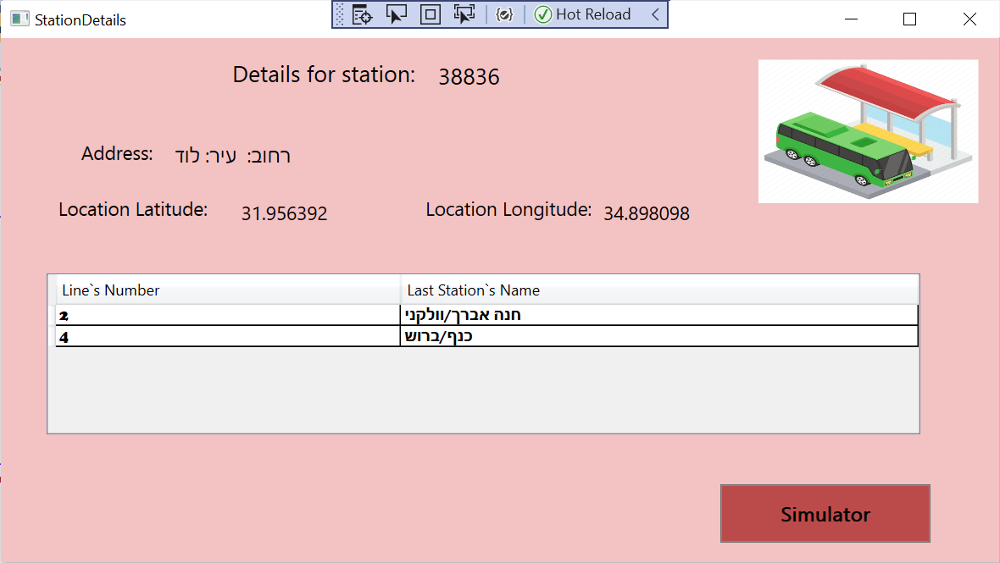 StationDetails
Hot Reload
Details for station: 38836
Address: רחוב: עיר: לוד
Location Latitude: 31.956392 Location Longitude: 34.898098
Line`s Number Last Station`s Name
2 חנה אברך/וולקני
4 כנף/ברוש
Simulator